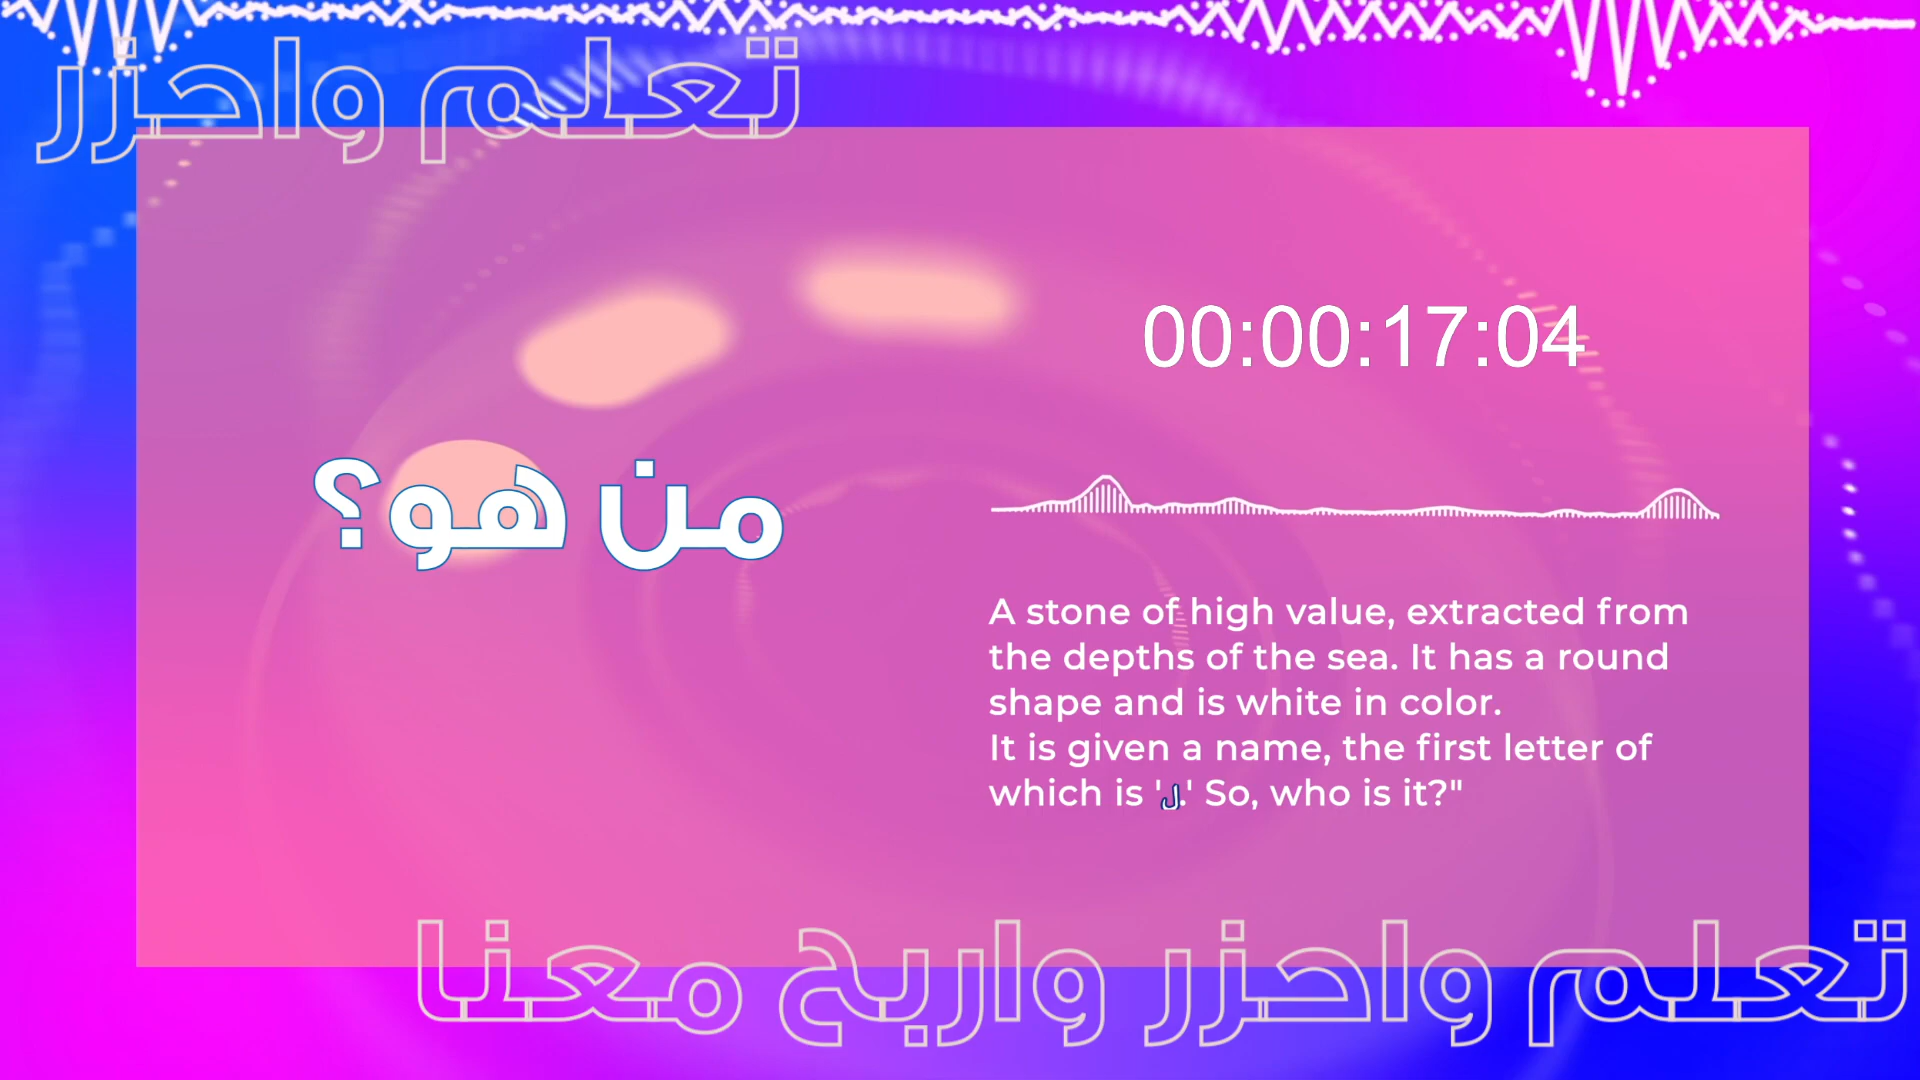 تعلم واحزر
00:00:17:04
من هو؟
A stone of high value, extracted from
the depths of the sea. It has a round
shape and is white in color.
It is given a name, the first letter of
which is 'ل.' So, who is it?"
تعلم واحزر واربح معنا